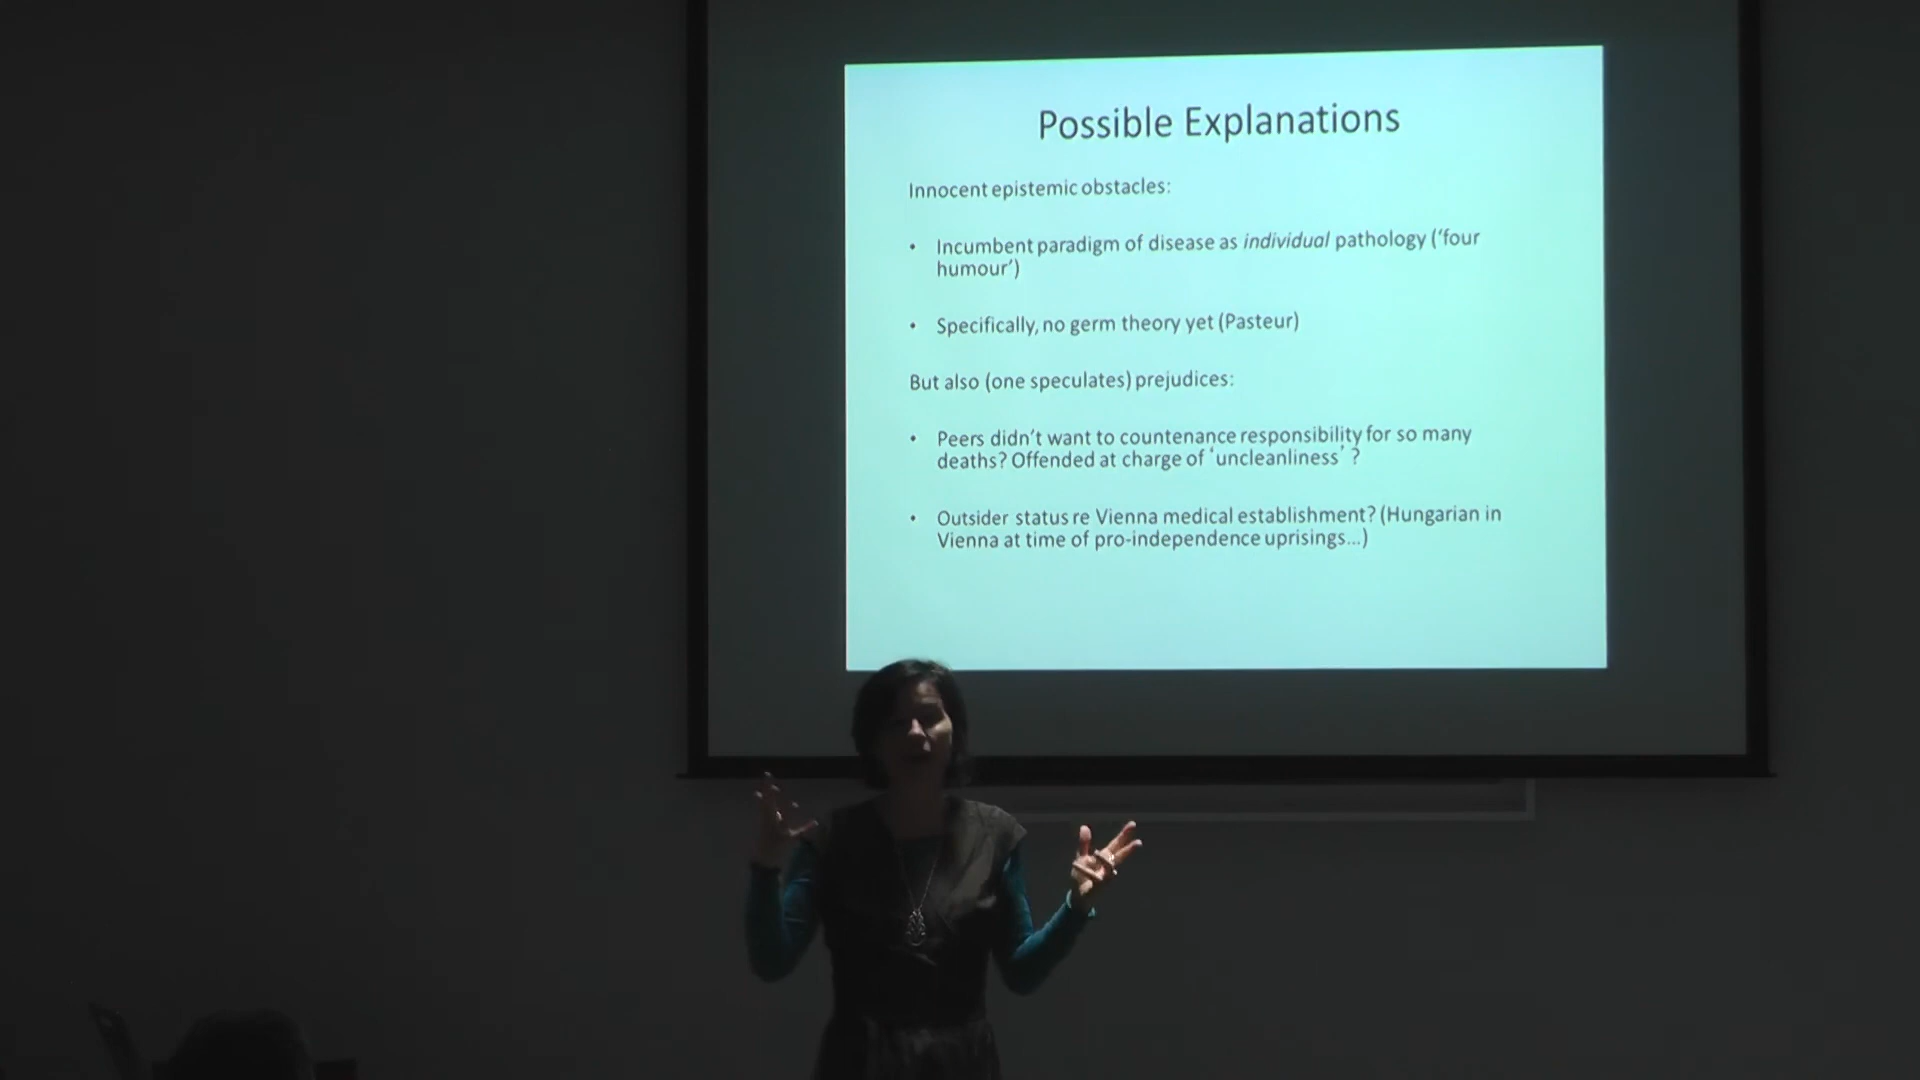 Possible Explanations
Innocent epistemic obstacles:
• Incumbent paradigm of disease as individual pathology (‘four
humour’)
• Specifically, no germ theory yet (Pasteur)
But also (one speculates) prejudices:
• Peers didn’t want to countenance responsibility for so many
deaths? Offended at charge of ‘uncleanliness’ ?
• Outsider status re Vienna medical establishment? (Hungarian in
Vienna at time of pro-independence uprisings...)